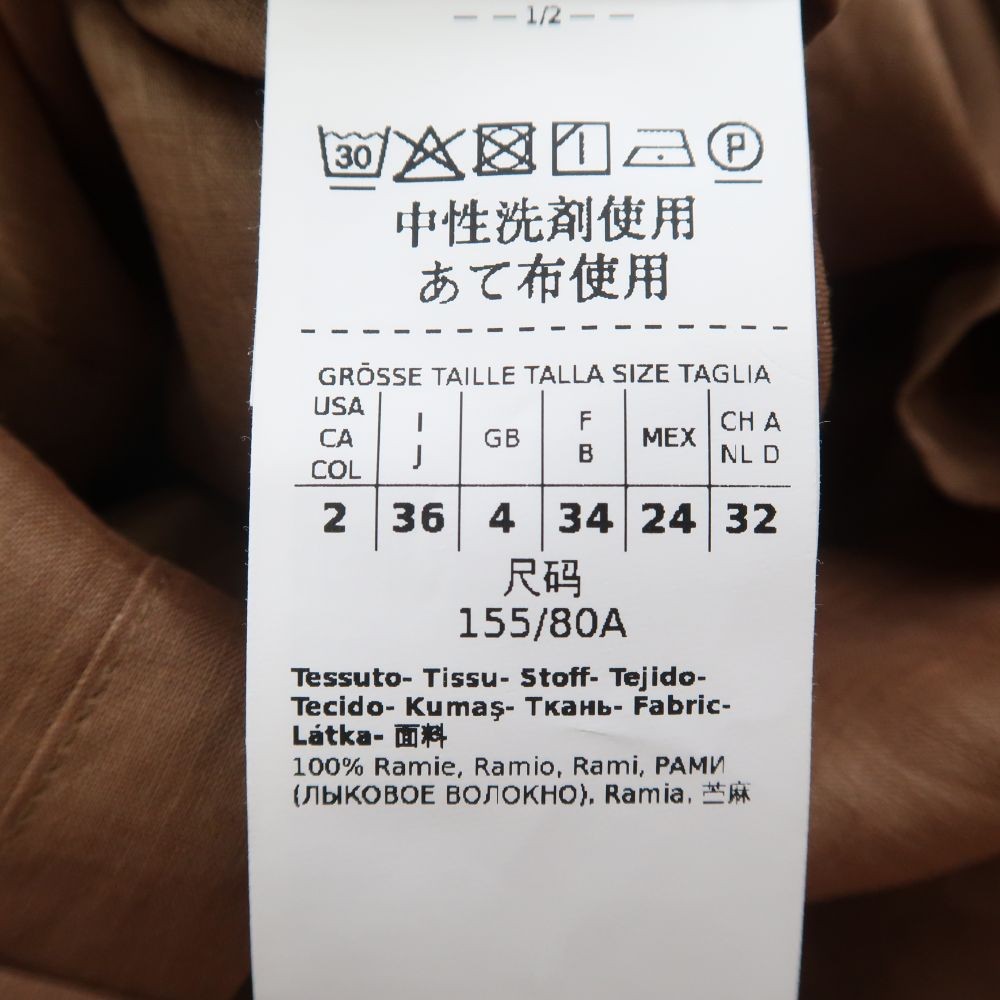 — — 1/2 — —
30 P
中性洗剤使用
あて布使用
GRÖSSE TAILLE TALLA SIZE TAGLIA
USA CA COL I J GB F B MEX CH A NL D
2 36 4 34 24 32
尺码
155/80A
Tessuto- Tissu- Stoff- Tejido-
Tecido- Kumaş- Ткань- Fabric-
Látka- 面料
100% Ramie, Ramio, Rami, РАМИ
(ЛЫКОВОЕ ВОЛОКНО), Ramia, 苎麻